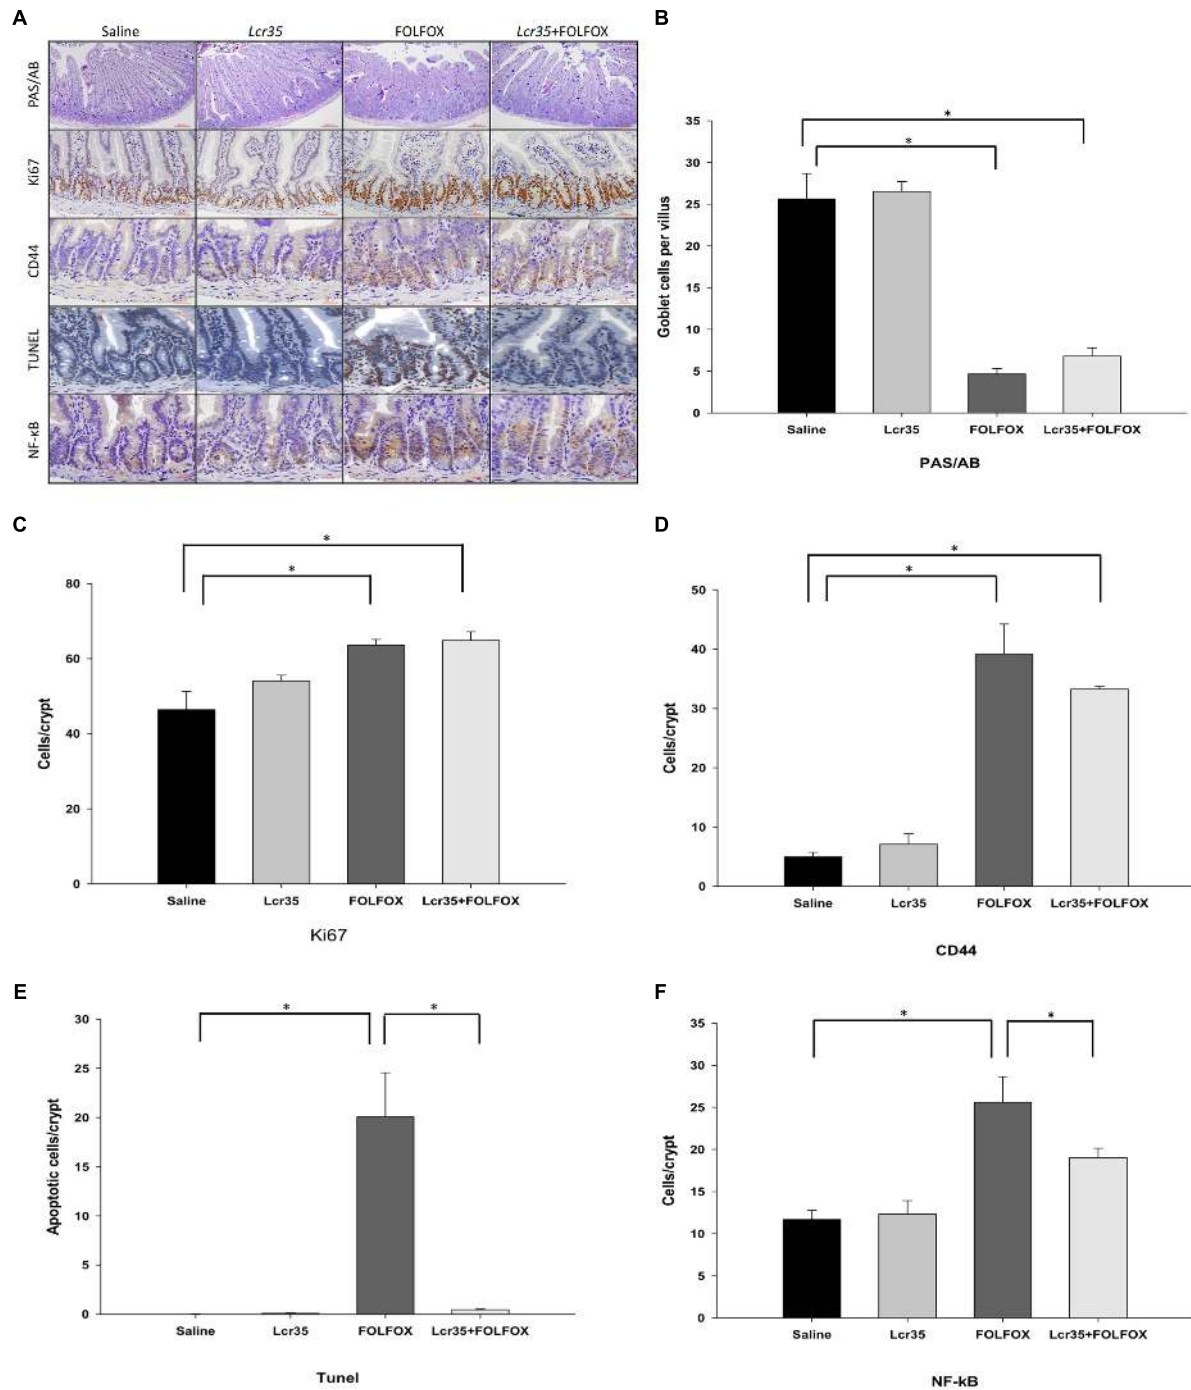 A
Saline
Lcr35
FOLFOX
Lcr35+FOLFOX
PAS/AB
Ki67
CD44
TUNEL
NF-kB
B
*
*
Goblet cells per villus
35
30
25
20
15
10
5
0
Saline
Lcr35
FOLFOX
Lcr35+FOLFOX
PAS/AB
C
*
*
Cells/crypt
80
60
40
20
0
Saline
Lcr35
FOLFOX
Lcr35+FOLFOX
Ki67
D
*
*
Cells/crypt
50
40
30
20
10
0
Saline
Lcr35
FOLFOX
Lcr35+FOLFOX
CD44
E
*
*
Apoptotic cells/crypt
30
25
20
15
10
5
0
Saline
Lcr35
FOLFOX
Lcr35+FOLFOX
Tunel
F
*
*
Cells/crypt
35
30
25
20
15
10
5
0
Saline
Lcr35
FOLFOX
Lcr35+FOLFOX
NF-kB